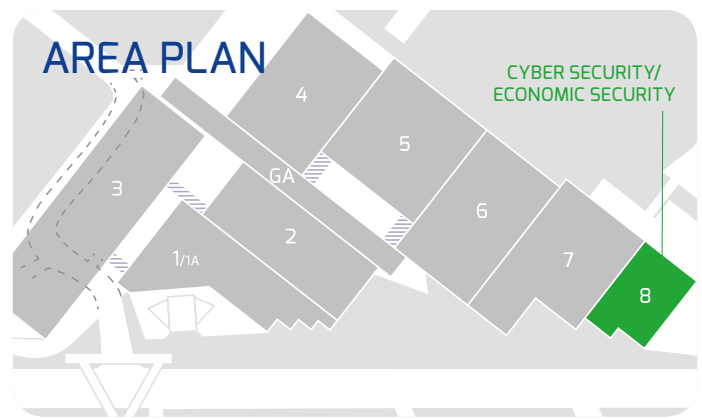 AREA PLAN
CYBER SECURITY/
ECONOMIC SECURITY
4
5
3
GA
6
2
1/1A
7
8